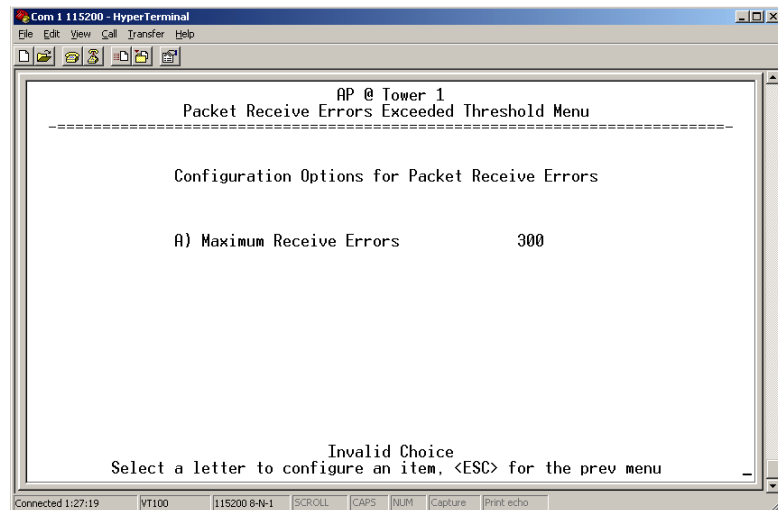 Com 1 115200 - HyperTerminal
File Edit View Call Transfer Help
AP @ Tower 1
Packet Receive Errors Exceeded Threshold Menu
-==========================================================================-
Configuration Options for Packet Receive Errors
A) Maximum Receive Errors 300
Invalid Choice
Select a letter to configure an item, <ESC> for the prev menu
Connected 1:27:19 VT100 115200 8-N-1 SCROLL CAPS NUM Capture Print echo